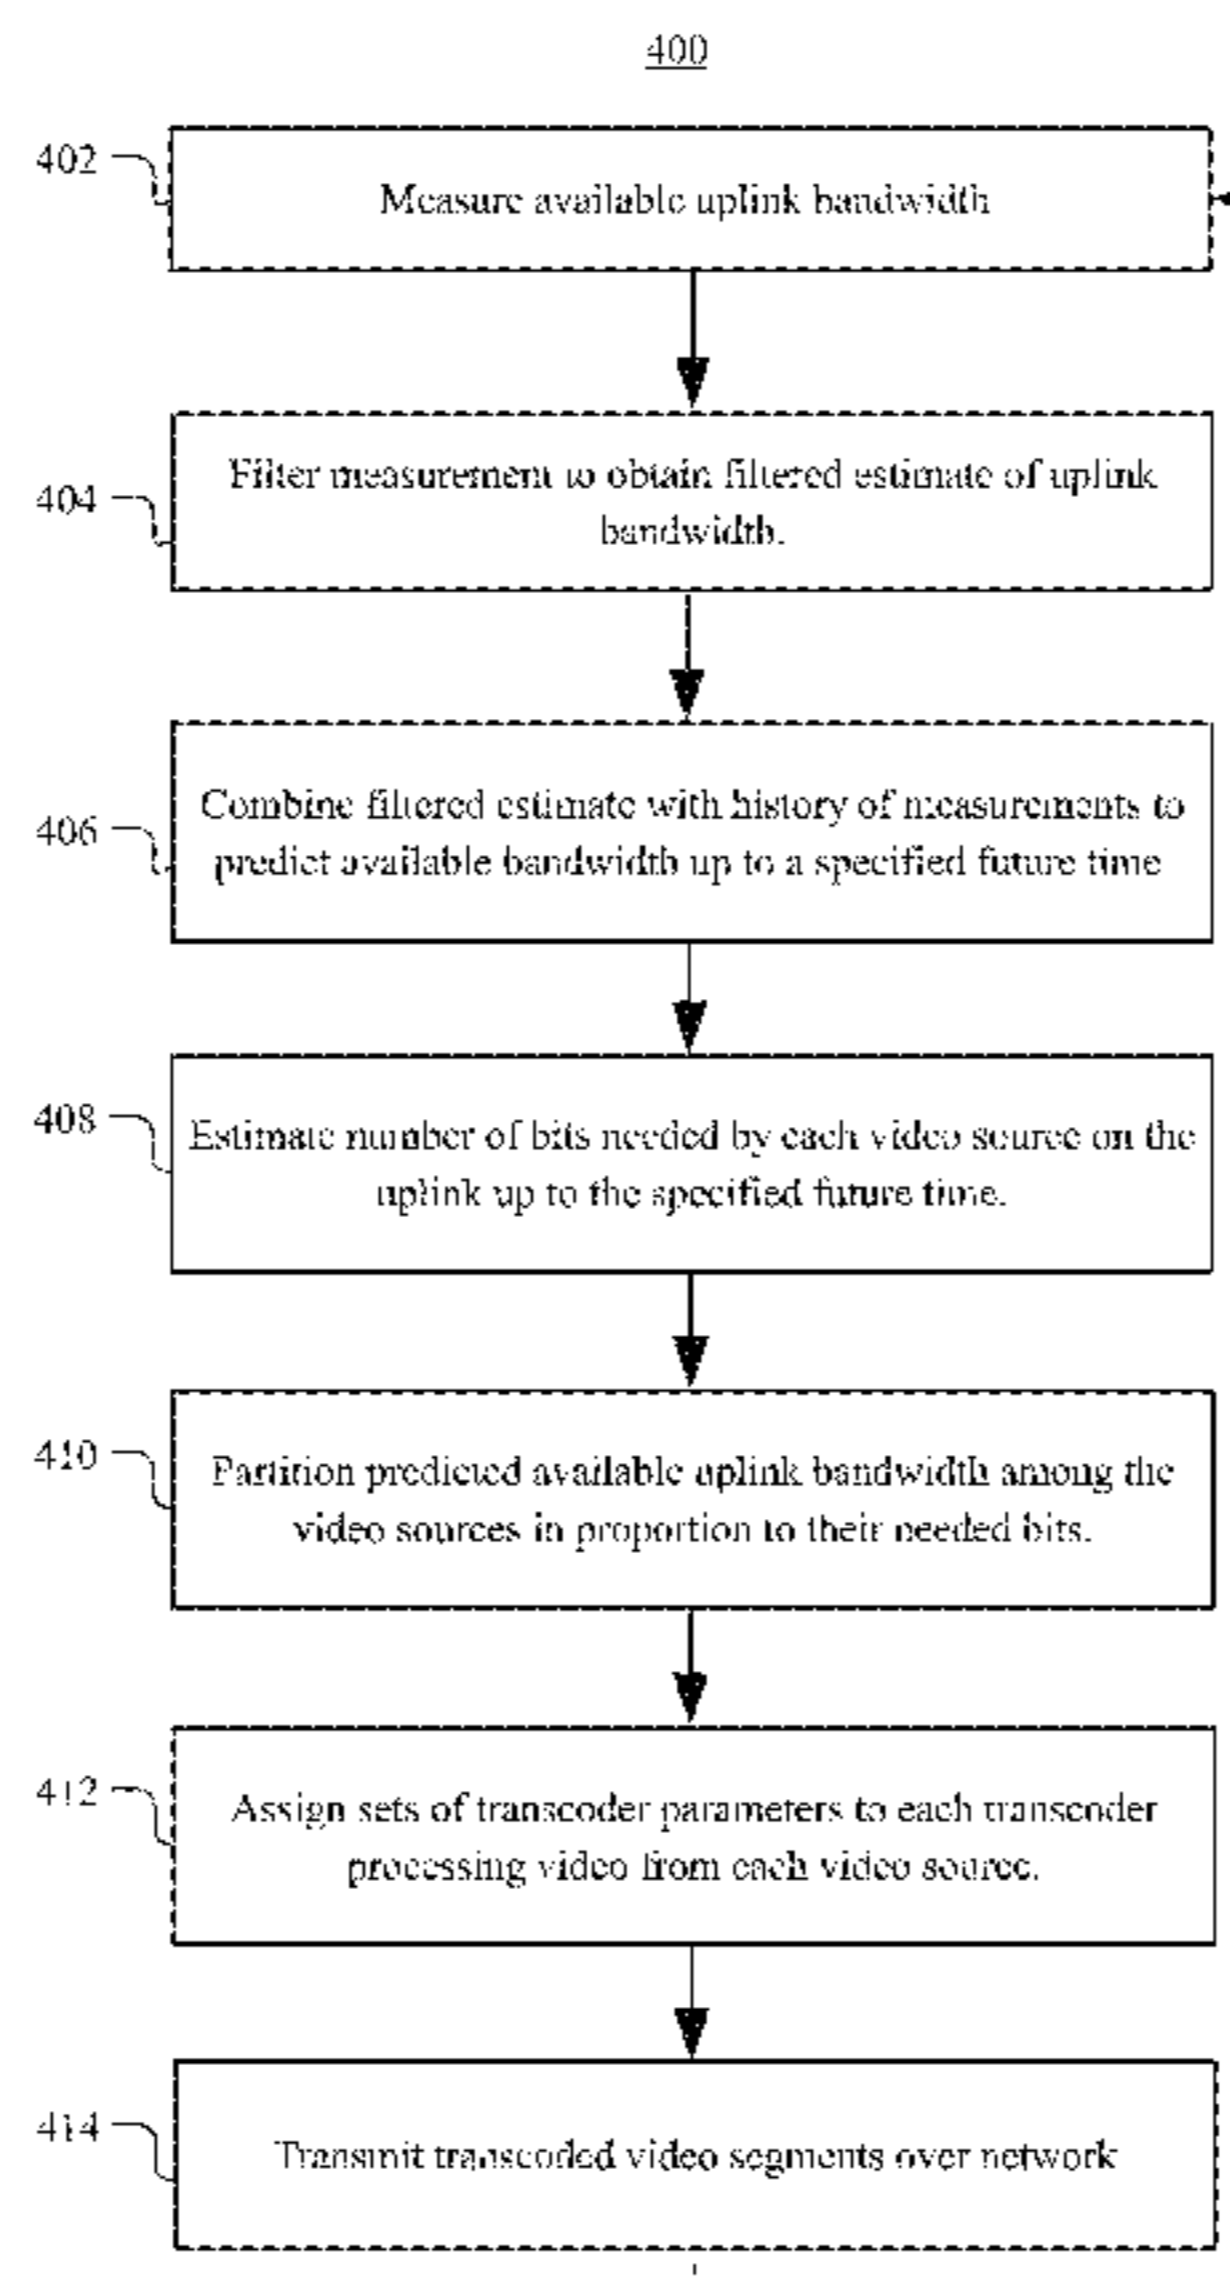 400
402
Measure available uplink bandwidth
404
Filter measurement to obtain filtered estimate of uplink
bandwidth.
406
Combine filtered estimate with history of measurements to
predict available bandwidth up to a specified future time
408
Estimate number of bits needed by each video source on the
uplink up to the specified future time.
410
Partition predicted available uplink bandwidth among the
video sources in proportion to their needed bits.
412
Assign sets of transcoder parameters to each transcoder
processing video from each video source.
414
Transmit transcoded video segments over network